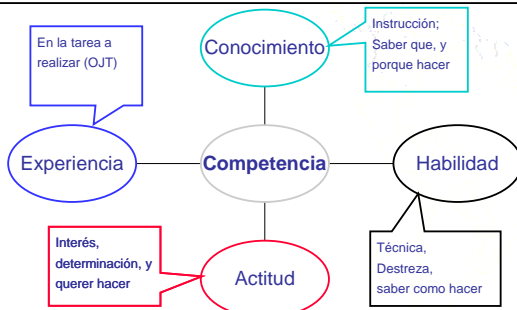 Instrucción;
Saber que, y
porque hacer
Conocimiento
En la tarea a
realizar (OJT)
Experiencia
Competencia
Habilidad
Interés,
determinación, y
querer hacer
Actitud
Técnica,
Destreza,
saber como hacer